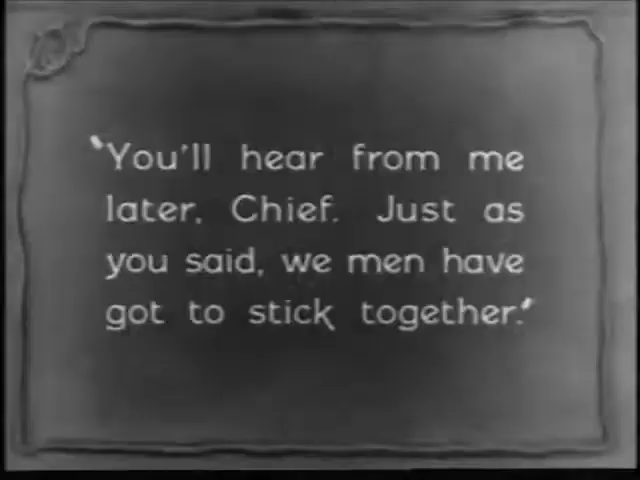 "You'll hear from me
later, Chief. Just as
you said, we men have
got to stick together."